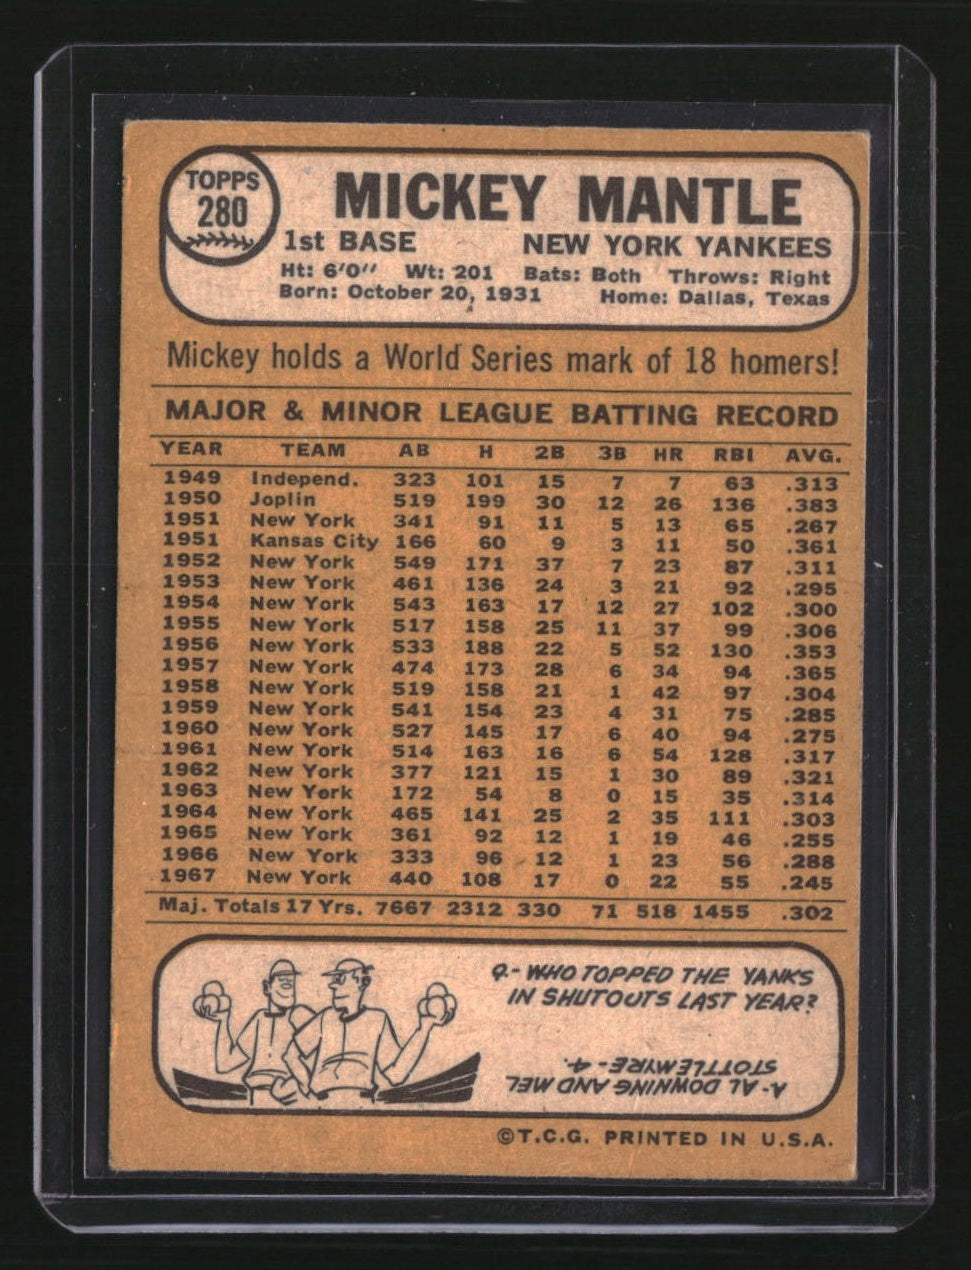 TOPPS
280
MICKEY MANTLE
1st BASE NEW YORK YANKEES
Ht: 6'0" Wt: 201 Bats: Both Throws: Right
Born: October 20, 1931 Home: Dallas, Texas
Mickey holds a World Series mark of 18 homers!
MAJOR & MINOR LEAGUE BATTING RECORD
YEAR TEAM AB H 2B 3B HR RBI AVG.
1949 Independ. 323 101 15 7 7 63 .313
1950 Joplin 519 199 30 12 26 136 .383
1951 New York 341 91 11 5 13 65 .267
1951 Kansas City 166 60 9 3 11 50 .361
1952 New York 549 171 37 7 23 87 .311
1953 New York 461 136 24 3 21 92 .295
1954 New York 543 163 17 12 27 102 .300
1955 New York 517 158 25 11 37 99 .306
1956 New York 533 188 22 5 52 130 .353
1957 New York 474 173 28 6 34 94 .365
1958 New York 519 158 21 1 42 97 .304
1959 New York 541 154 23 4 31 75 .285
1960 New York 527 145 17 6 40 94 .275
1961 New York 514 163 16 6 54 128 .317
1962 New York 377 121 15 1 30 89 .321
1963 New York 172 54 8 0 15 35 .314
1964 New York 465 141 25 2 35 111 .303
1965 New York 361 92 12 1 19 46 .255
1966 New York 333 96 12 1 23 56 .288
1967 New York 440 108 17 0 22 55 .245
Maj. Totals 17 Yrs. 7667 2312 330 71 518 1455 .302
Q.- WHO TOPPED THE YANKS
IN SHUTOUTS LAST YEAR?
A- AL DOWNING AND MEL
STOTTLEMIRE - 4.
©T.C.G. PRINTED IN U.S.A.